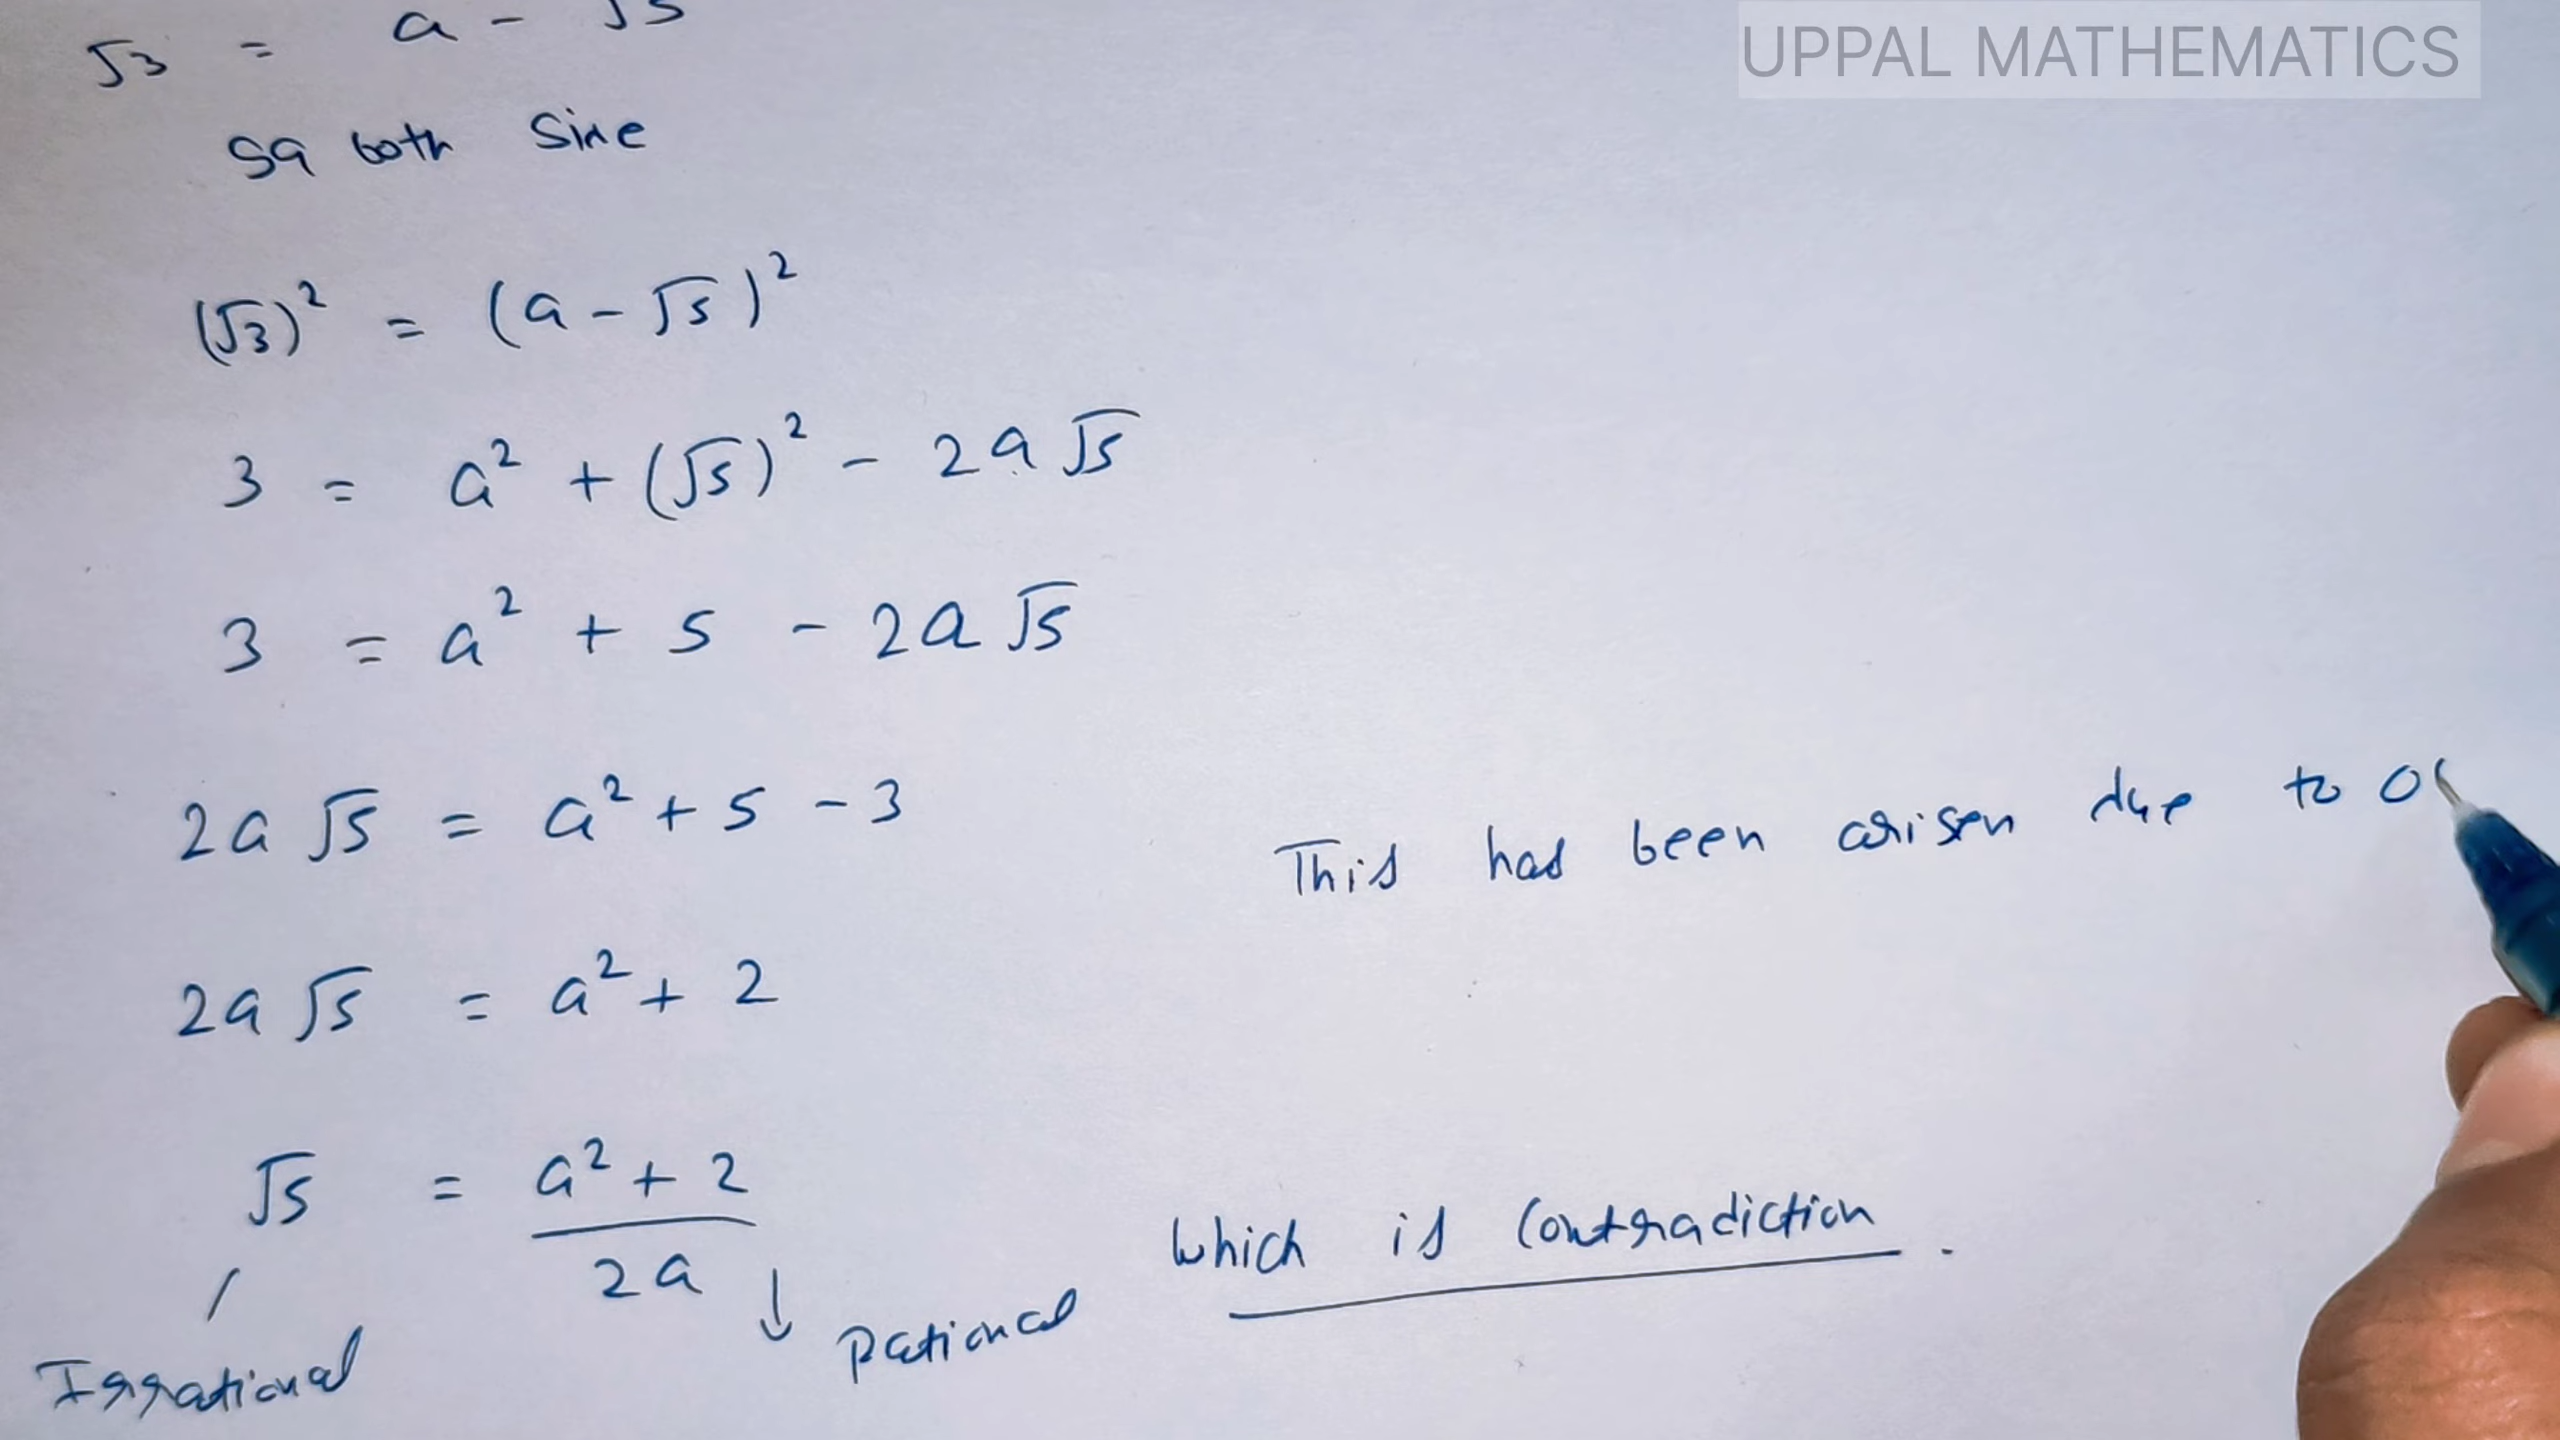 UPPAL MATHEMATICS
√3 = a - √5
Sq both Side
(√3)² = (a - √5)²
3 = a² + (√5)² - 2a√5
3 = a² + 5 - 2a√5
2a√5 = a² + 5 - 3
2a√5 = a² + 2
√5 = a² + 2
2a
Irrational
Rational
This has been arisen due to
which is Contradiction.